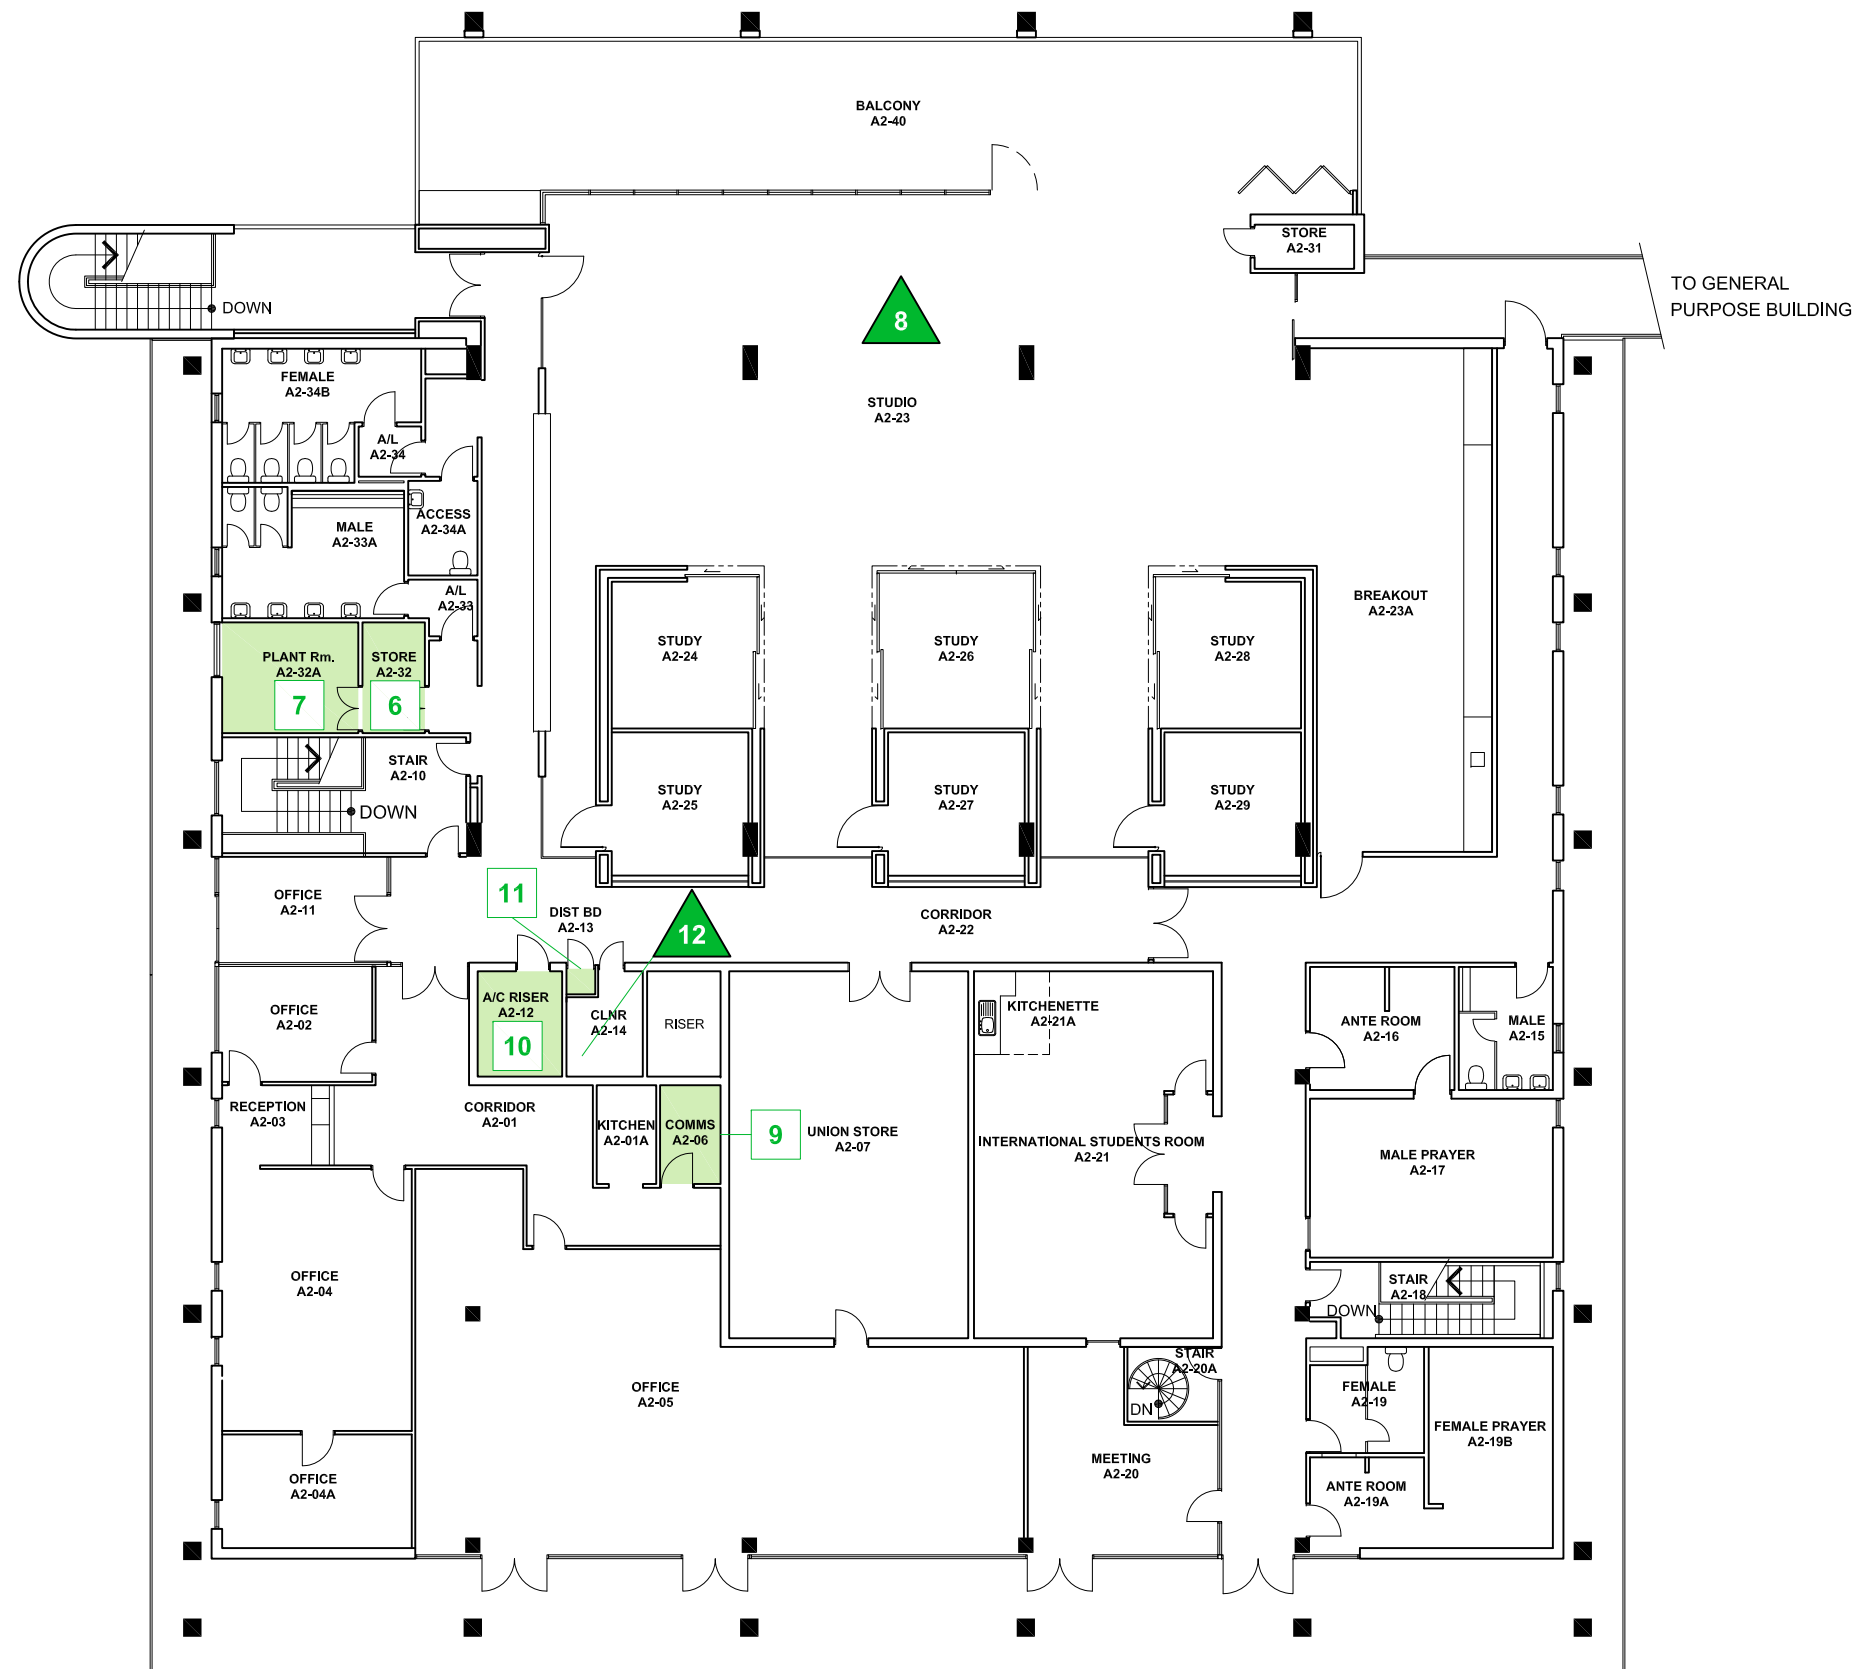 BALCONY
A2-40
STORE
A2-31
TO GENERAL
PURPOSE BUILDING
DOWN
8
FEMALE
A2-34B
STUDIO
A2-23
A/L
A2-34
ACCESS
A2-34A
MALE
A2-33A
A/L
A2-33
BREAKOUT
A2-23A
STUDY
A2-24
STUDY
A2-26
STUDY
A2-28
PLANT Rm.
A2-32A
7
STORE
A2-32
6
STAIR
A2-10
DOWN
STUDY
A2-25
STUDY
A2-27
STUDY
A2-29
OFFICE
A2-11
11
DIST BD
A2-13
12
CORRIDOR
A2-22
OFFICE
A2-02
A/C RISER
A2-12
10
CLNR
A2-14
RISER
KITCHENETTE
A2-21A
ANTE ROOM
A2-16
MALE
A2-15
RECEPTION
A2-03
CORRIDOR
A2-01
KITCHEN
A2-01A
COMMS
A2-06
9
UNION STORE
A2-07
INTERNATIONAL STUDENTS ROOM
A2-21
MALE PRAYER
A2-17
OFFICE
A2-04
STAIR
A2-18
DOWN
OFFICE
A2-05
STAIR
A2-20A
DN
FEMALE
A2-19
FEMALE PRAYER
A2-19B
OFFICE
A2-04A
MEETING
A2-20
ANTE ROOM
A2-19A